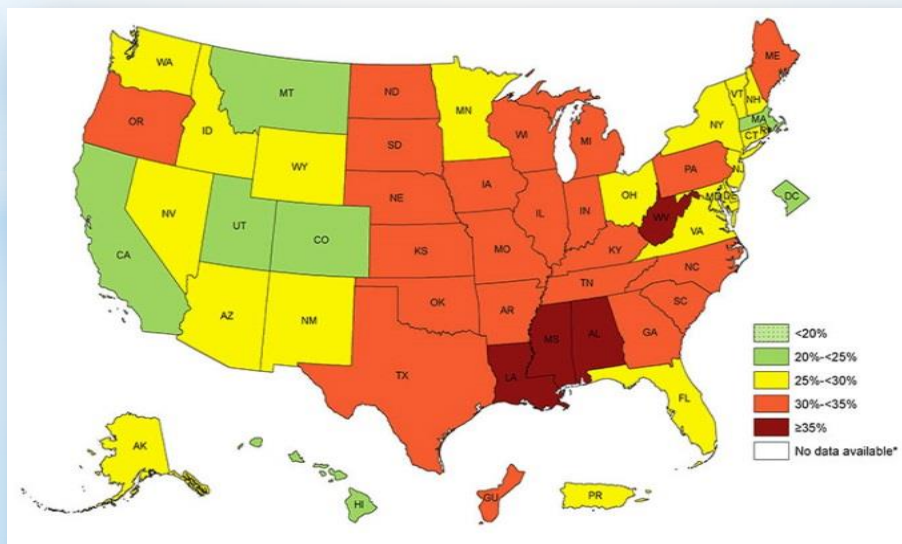 WA
MT
ND
MN
ME
VT
NH
OR
ID
SD
WI
MI
NY
MA
CT
RI
WY
NE
IA
PA
NJ
NV
UT
CO
IL
IN
OH
MD
DE
DC
CA
KS
MO
KY
WV
VA
AZ
NM
OK
AR
TN
NC
SC
TX
LA
MS
AL
GA
FL
AK
HI
GU
PR
<20%
20%-<25%
25%-<30%
30%-<35%
≥35%
No data available*